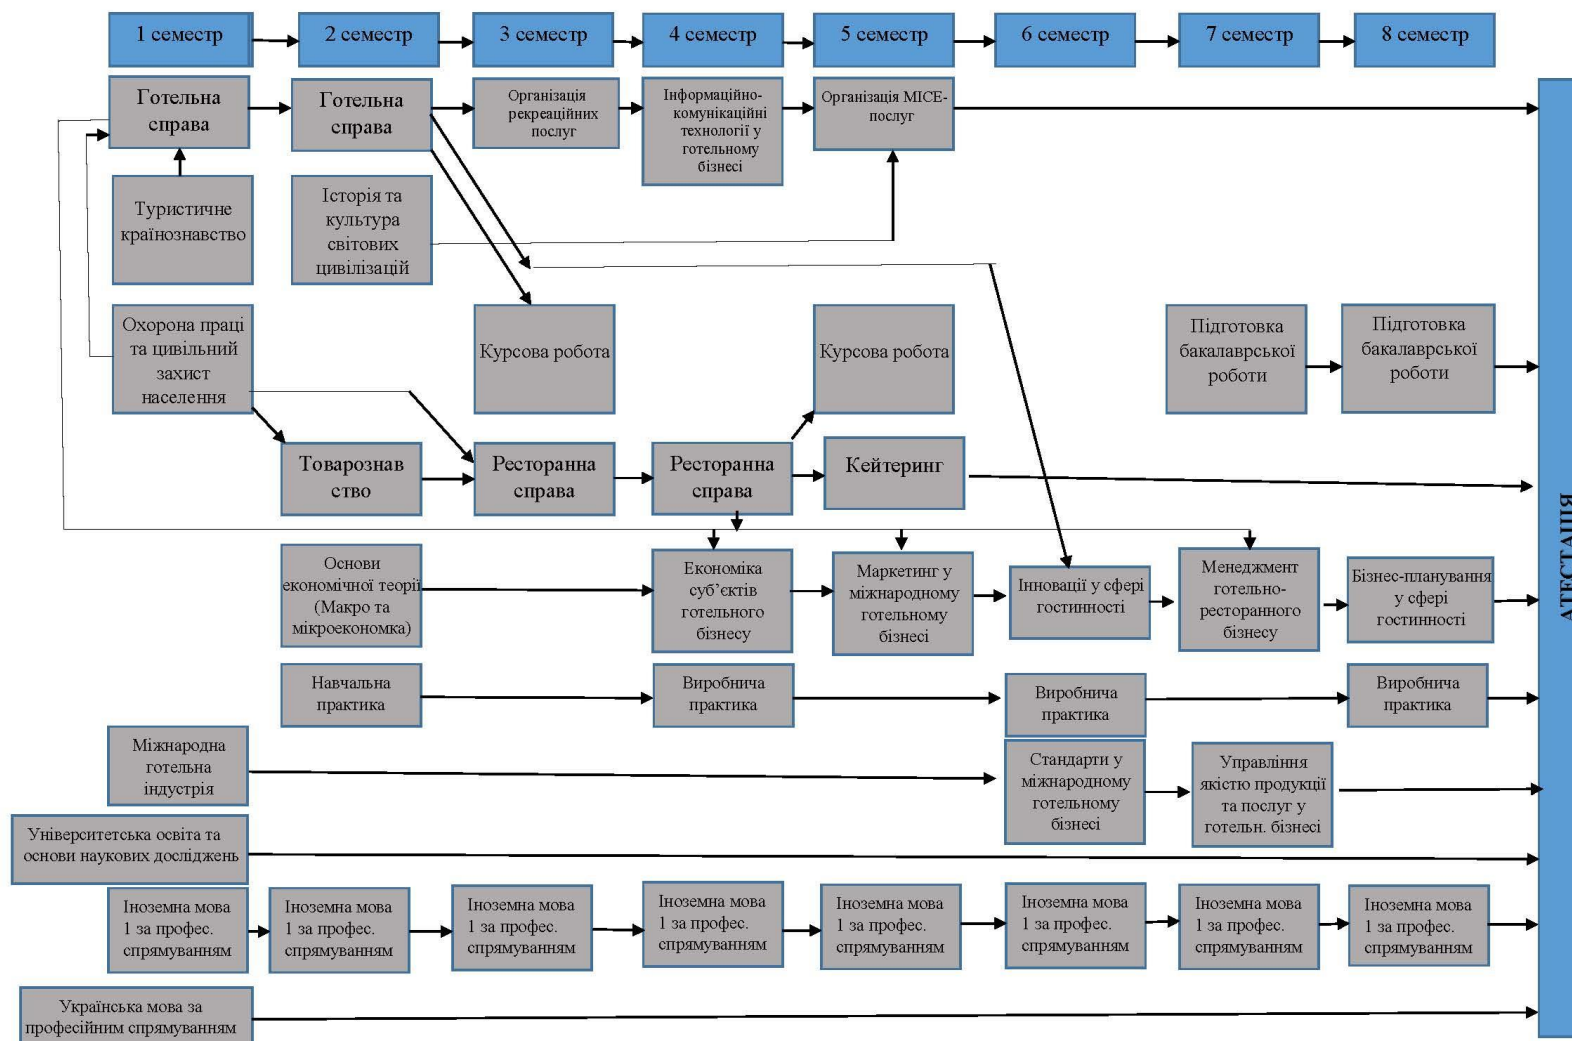 1 семестр
2 семестр
3 семестр
4 семестр
5 семестр
6 семестр
7 семестр
8 семестр
Готельна
справа
Готельна
справа
Організація
рекреаційних
послуг
Інформаційно-
комунікаційні
технології у
готельному
бізнесі
Організація MICE-
послуг
Туристичне
країнознавство
Історія та
культура
світових
цивілізацій
Охорона праці
та цивільний
захист
населення
Курсова робота
Курсова робота
Підготовка
бакалаврської
роботи
Підготовка
бакалаврської
роботи
Товарознав
ство
Ресторанна
справа
Ресторанна
справа
Кейтеринг
АТЕСТАЦІЯ
Основи
економічної теорії
(Макро та
мікроекономка)
Економіка
суб’єктів
готельного
бізнесу
Маркетинг у
міжнародному
готельному
бізнесі
Інновації у сфері
гостинності
Менеджмент
готельно-
ресторанного
бізнесу
Бізнес-планування
у сфері
гостинності
Навчальна
практика
Виробнича
практика
Виробнича
практика
Виробнича
практика
Міжнародна
готельна
індустрія
Стандарти у
міжнародному
готельному
бізнесі
Управління
якістю продукції
та послуг у
готельн. бізнесі
Університетська освіта та
основи наукових досліджень
Іноземна мова
1 за профес.
спрямуванням
Іноземна мова
1 за профес.
спрямуванням
Іноземна мова
1 за профес.
спрямуванням
Іноземна мова
1 за профес.
спрямуванням
Іноземна мова
1 за профес.
спрямуванням
Іноземна мова
1 за профес.
спрямуванням
Іноземна мова
1 за профес.
спрямуванням
Іноземна мова
1 за профес.
спрямуванням
Українська мова за
професійним спрямуванням